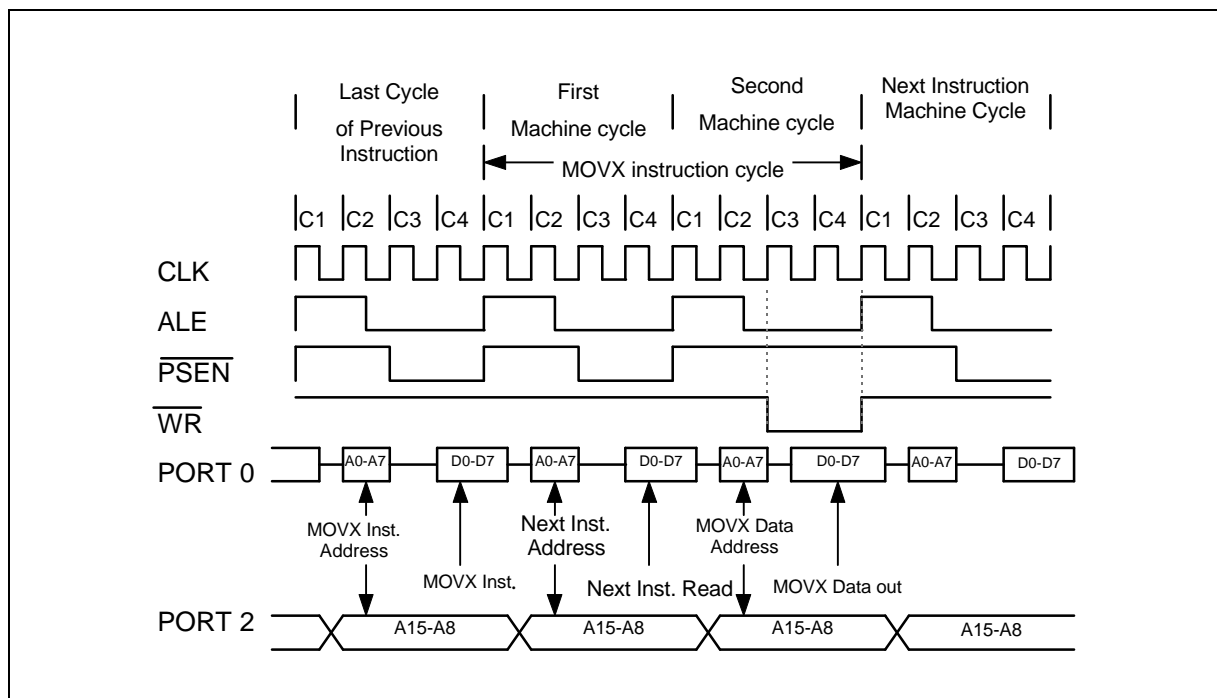 Last Cycle
of Previous
Instruction
First
Machine cycle
Second
Machine cycle
Next Instruction
Machine Cycle
MOVX instruction cycle
C1 C2 C3 C4 C1 C2 C3 C4 C1 C2 C3 C4 C1 C2 C3 C4
CLK
ALE
PSEN
WR
PORT 0
A0-A7 D0-D7 A0-A7 D0-D7 A0-A7 D0-D7 A0-A7 D0-D7
MOVX Inst.
Address
MOVX Inst.
Next Inst.
Address
Next Inst. Read
MOVX Data
Address
MOVX Data out
PORT 2
A15-A8 A15-A8 A15-A8 A15-A8